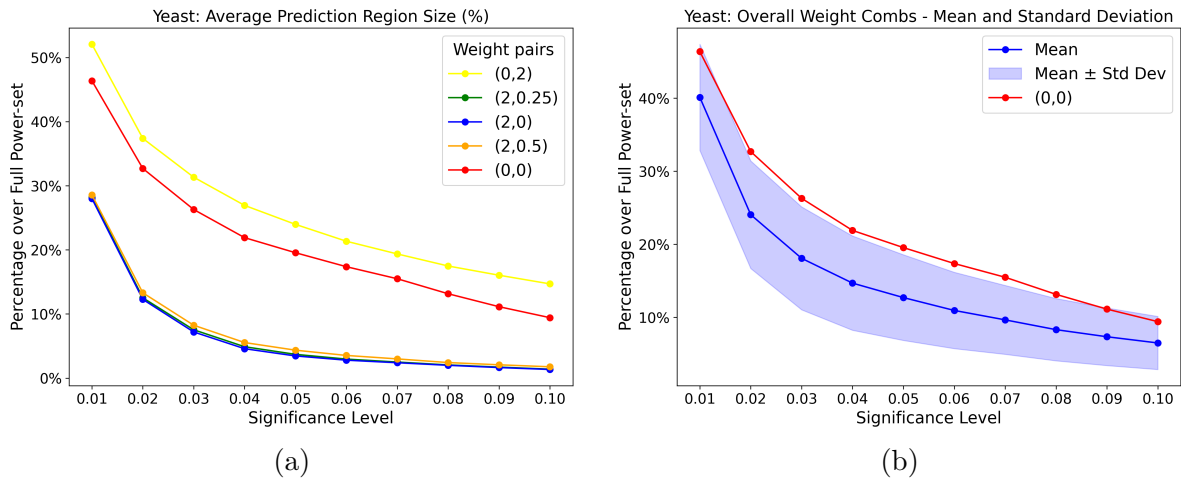 Yeast: Average Prediction Region Size (%)
Percentage over Full Power-set
50%
40%
30%
20%
10%
0%
Weight pairs
(0,2)
(2,0.25)
(2,0)
(2,0.5)
(0,0)
0.01 0.02 0.03 0.04 0.05 0.06 0.07 0.08 0.09 0.10
Significance Level
(a)
Yeast: Overall Weight Combs - Mean and Standard Deviation
Percentage over Full Power-set
40%
30%
20%
10%
Mean
Mean ± Std Dev
(0,0)
0.01 0.02 0.03 0.04 0.05 0.06 0.07 0.08 0.09 0.10
Significance Level
(b)